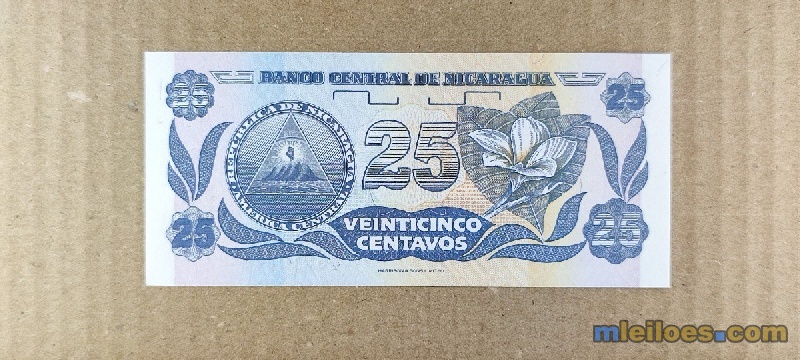 BANCO CENTRAL DE NICARAGUA
25
25
REPUBLICA DE NICARAGUA
25
AMERICA CENTRAL
25
25
VEINTICINCO
CENTAVOS
mleiloes.com